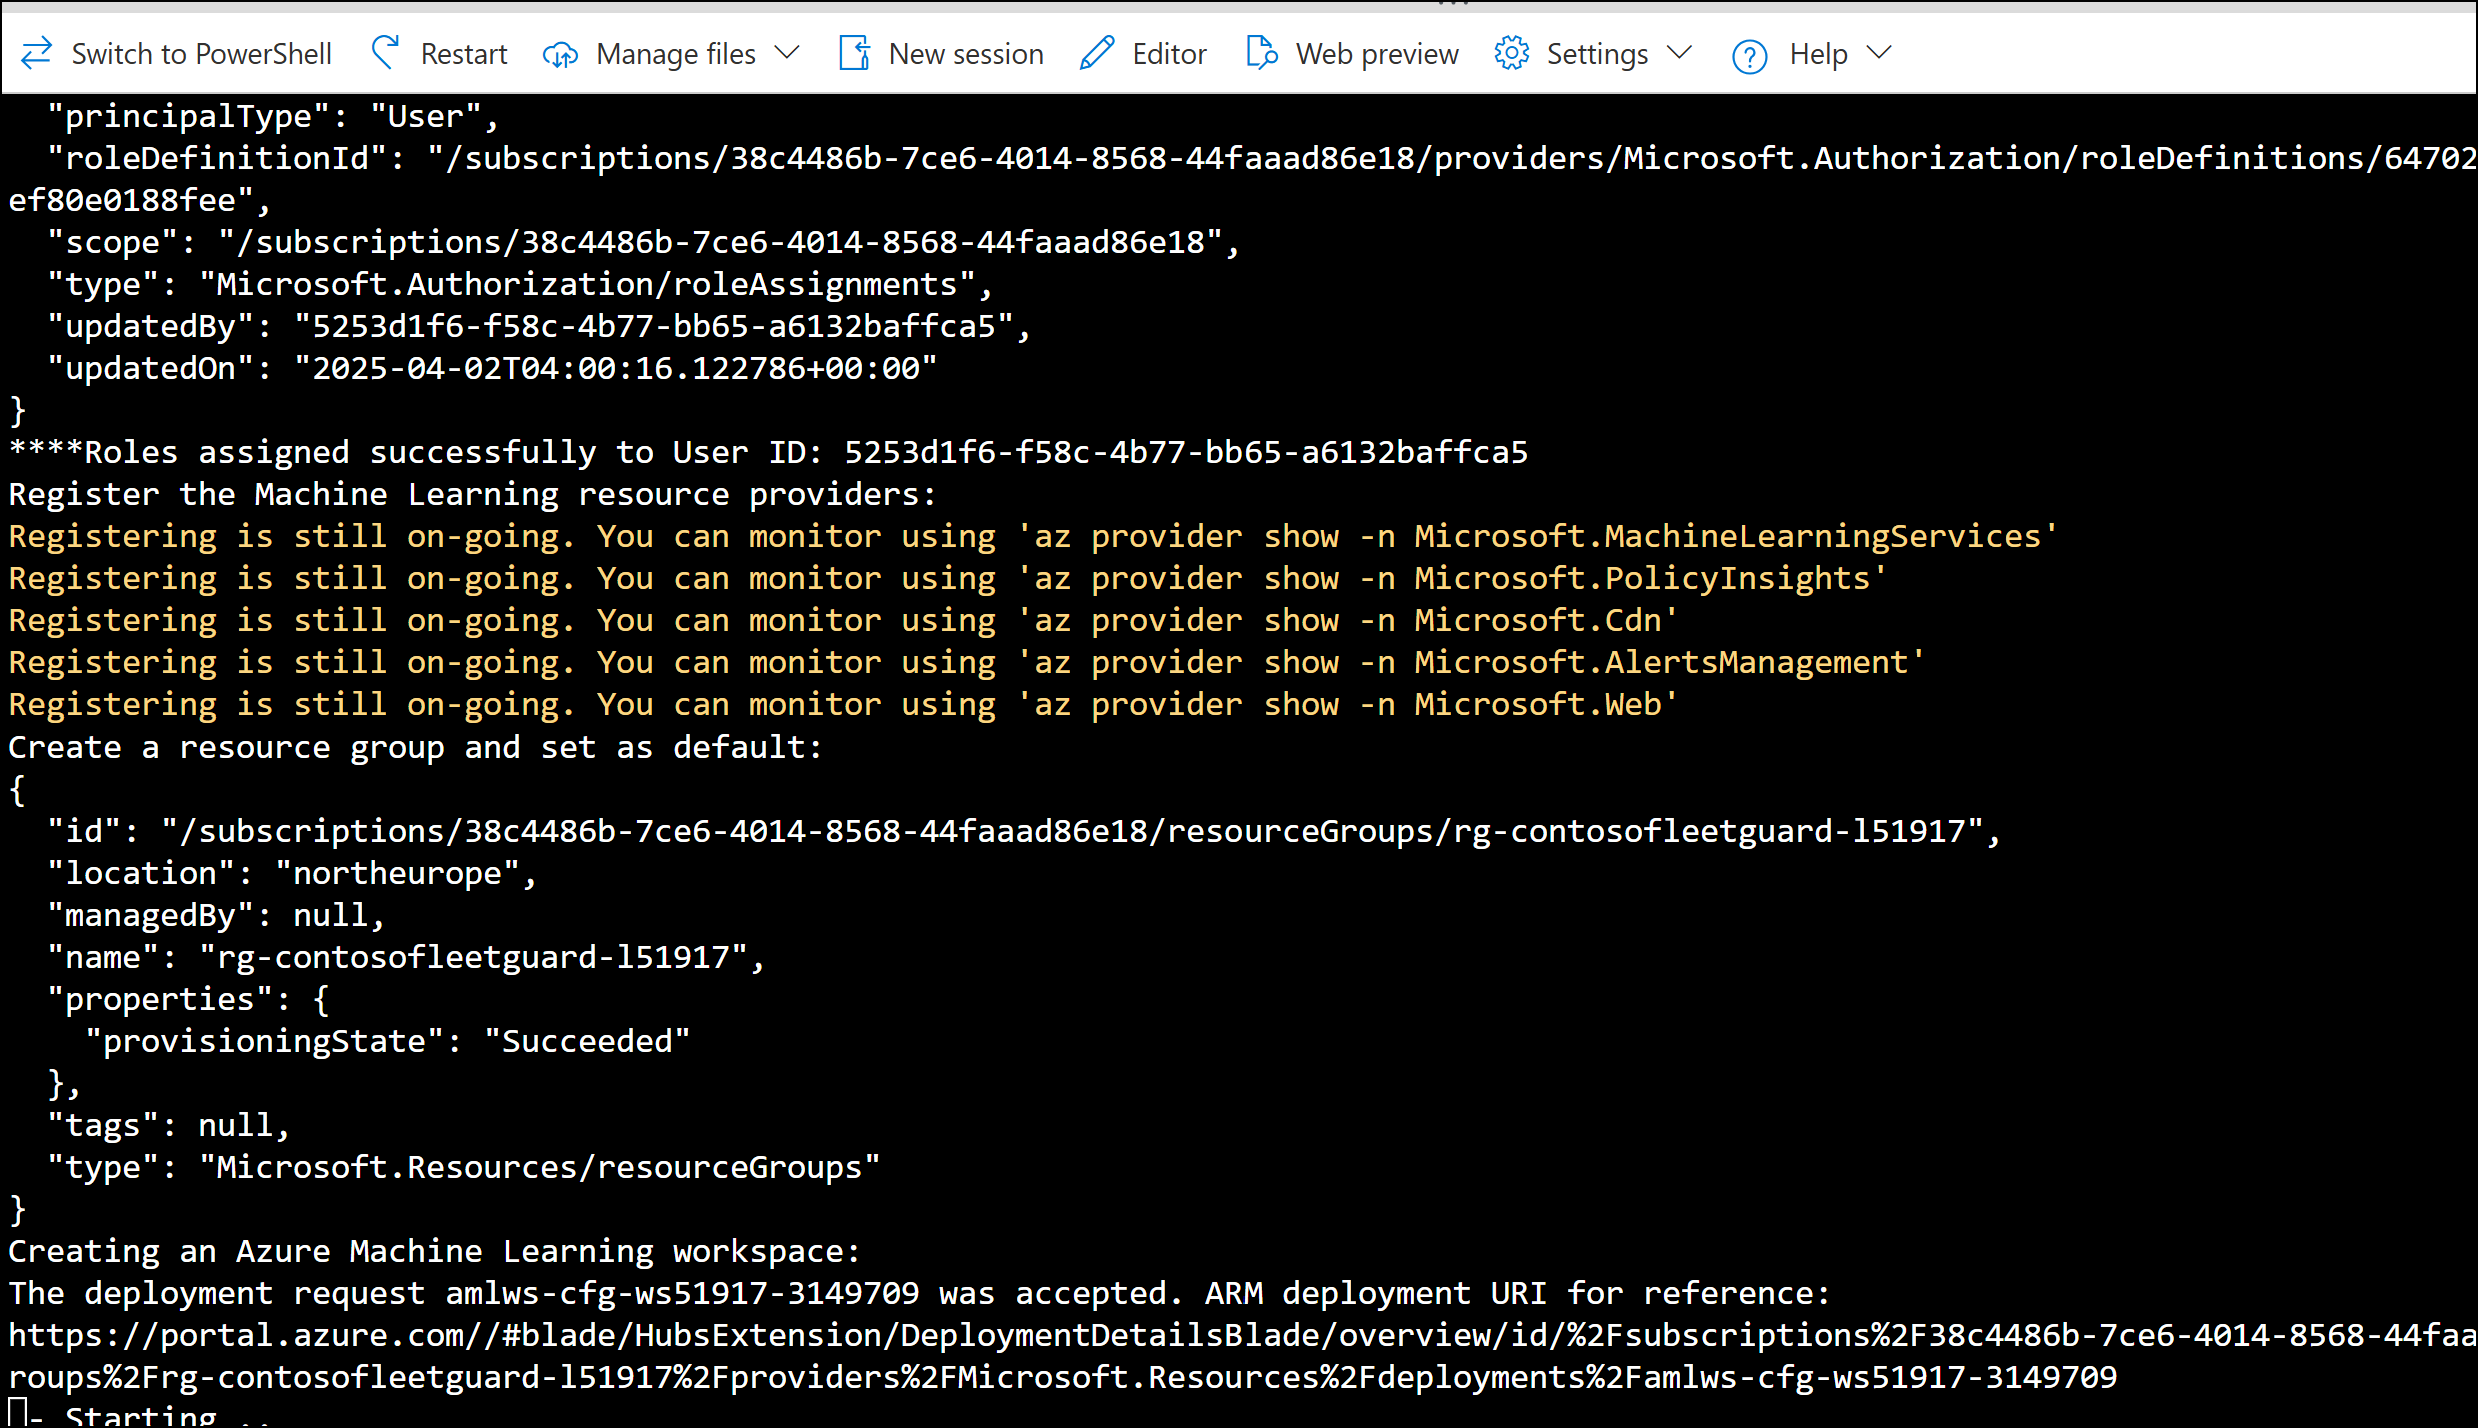 Switch to PowerShell Restart Manage files New session Editor Web preview Settings Help
"principalType": "User",
"roleDefinitionId": "/subscriptions/38c4486b-7ce6-4014-8568-44faaad86e18/providers/Microsoft.Authorization/roleDefinitions/64702
ef80e0188fee",
"scope": "/subscriptions/38c4486b-7ce6-4014-8568-44faaad86e18",
"type": "Microsoft.Authorization/roleAssignments",
"updatedBy": "5253d1f6-f58c-4b77-bb65-a6132baffca5",
"updatedOn": "2025-04-02T04:00:16.122786+00:00"
}
****Roles assigned successfully to User ID: 5253d1f6-f58c-4b77-bb65-a6132baffca5
Register the Machine Learning resource providers:
Registering is still on-going. You can monitor using 'az provider show -n Microsoft.MachineLearningServices'
Registering is still on-going. You can monitor using 'az provider show -n Microsoft.PolicyInsights'
Registering is still on-going. You can monitor using 'az provider show -n Microsoft.Cdn'
Registering is still on-going. You can monitor using 'az provider show -n Microsoft.AlertsManagement'
Registering is still on-going. You can monitor using 'az provider show -n Microsoft.Web'
Create a resource group and set as default:
{
"id": "/subscriptions/38c4486b-7ce6-4014-8568-44faaad86e18/resourceGroups/rg-contosofleetguard-l51917",
"location": "northeurope",
"managedBy": null,
"name": "rg-contosofleetguard-l51917",
"properties": {
"provisioningState": "Succeeded"
},
"tags": null,
"type": "Microsoft.Resources/resourceGroups"
}
Creating an Azure Machine Learning workspace:
The deployment request amlws-cfg-ws51917-3149709 was accepted. ARM deployment URI for reference:
https://portal.azure.com//#blade/HubsExtension/DeploymentDetailsBlade/overview/id/%2Fsubscriptions%2F38c4486b-7ce6-4014-8568-44faa
roups%2Frg-contosofleetguard-l51917%2Fproviders%2FMicrosoft.Resources%2Fdeployments%2Famlws-cfg-ws51917-3149709
- Starting ..